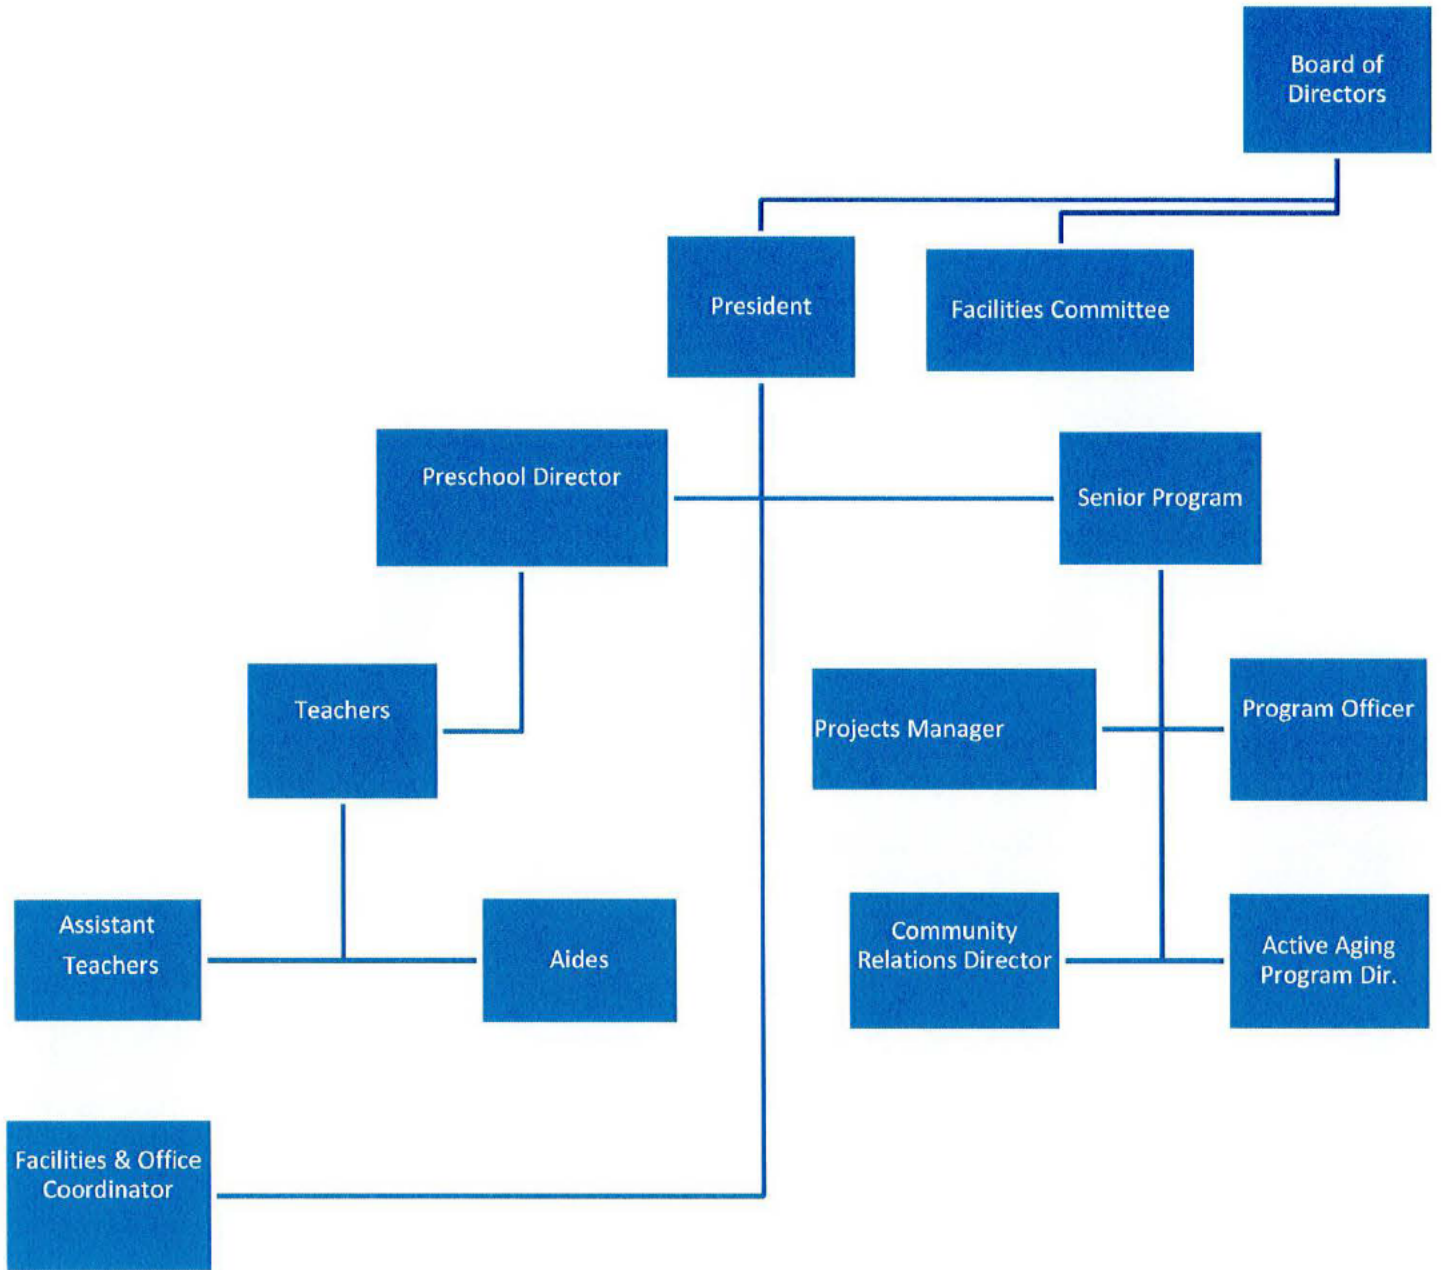 Board of
Directors
President
Facilities Committee
Preschool Director
Senior Program
Teachers
Projects Manager
Program Officer
Assistant
Teachers
Aides
Community
Relations Director
Active Aging
Program Dir.
Facilities & Office
Coordinator